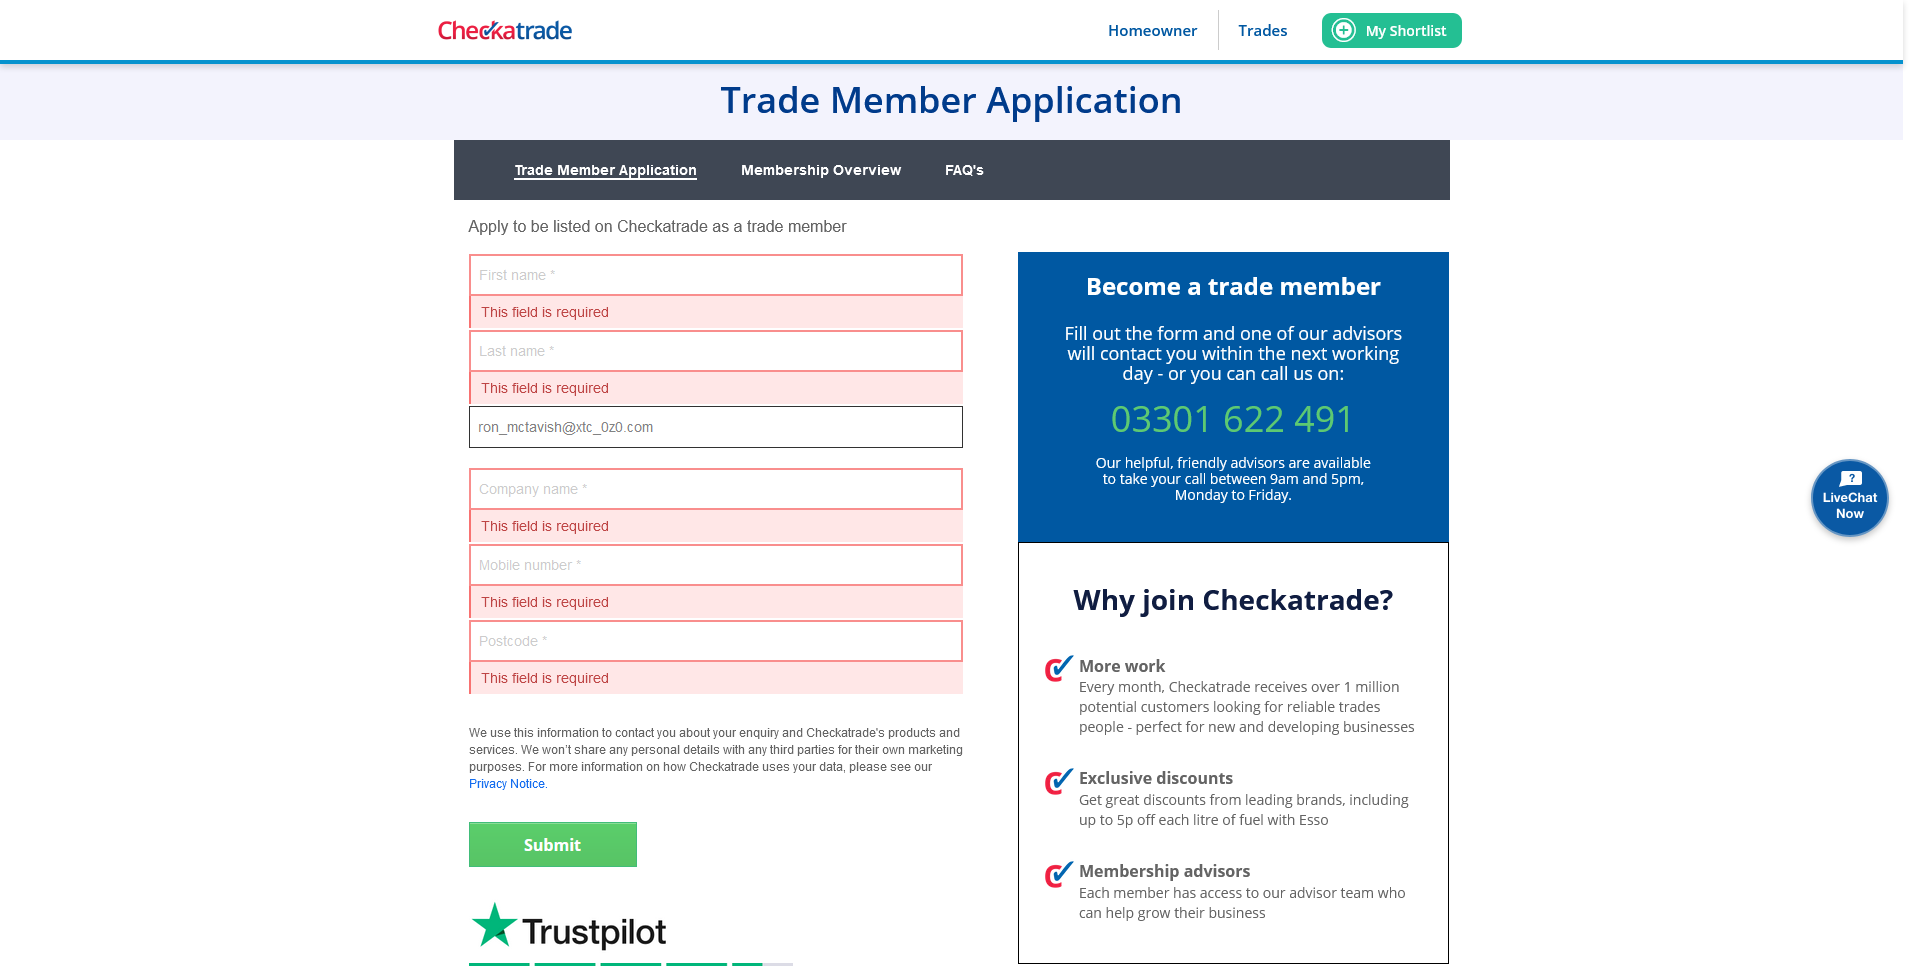 Checkatrade
Homeowner
Trades
My Shortlist
Trade Member Application
Trade Member Application
Membership Overview
FAQ's
Apply to be listed on Checkatrade as a trade member
First name *
This field is required
Last name *
This field is required
ron_mctavish@xtc_0z0.com
Company name *
This field is required
Mobile number *
This field is required
Postcode *
This field is required
We use this information to contact you about your enquiry and Checkatrade's products and
services. We won't share any personal details with any third parties for their own marketing
purposes. For more information on how Checkatrade uses your data, please see our
Privacy Notice.
Submit
Trustpilot
Become a trade member
Fill out the form and one of our advisors
will contact you within the next working
day - or you can call us on:
03301 622 491
Our helpful, friendly advisors are available
to take your call between 9am and 5pm,
Monday to Friday.
Why join Checkatrade?
More work
Every month, Checkatrade receives over 1 million
potential customers looking for reliable trades
people - perfect for new and developing businesses
Exclusive discounts
Get great discounts from leading brands, including
up to 5p off each litre of fuel with Esso
Membership advisors
Each member has access to our advisor team who
can help grow their business
?
LiveChat
Now